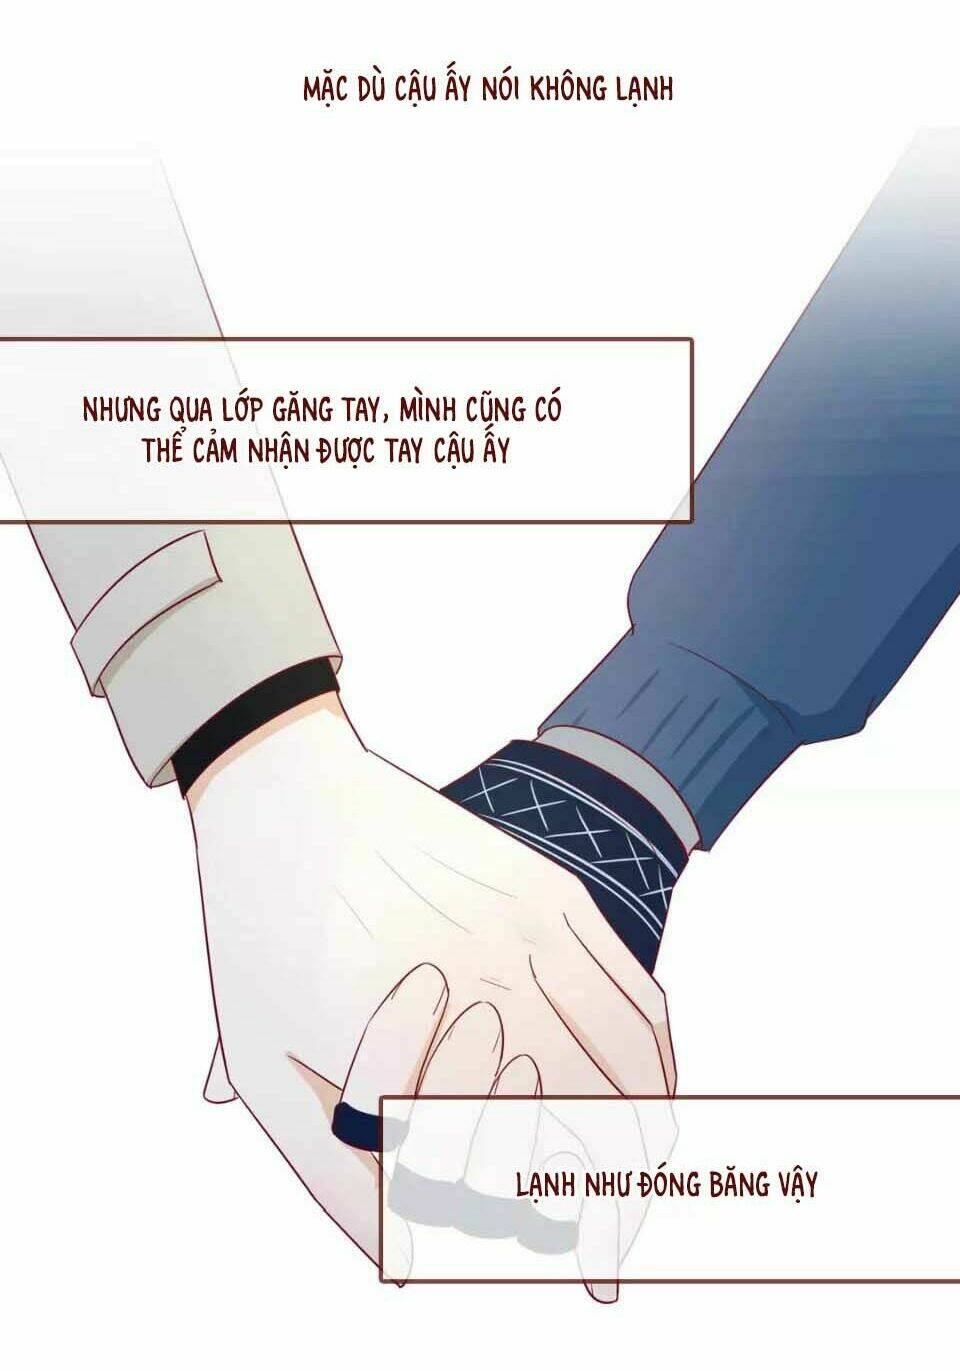 MẶC DÙ CẬU ẤY NÓI KHÔNG LẠNH
NHƯNG QUA LỚP GĂNG TAY, MÌNH CŨNG CÓ
THỂ CẢM NHẬN ĐƯỢC TAY CẬU ẤY
LẠNH NHƯ ĐÓNG BĂNG VẬY